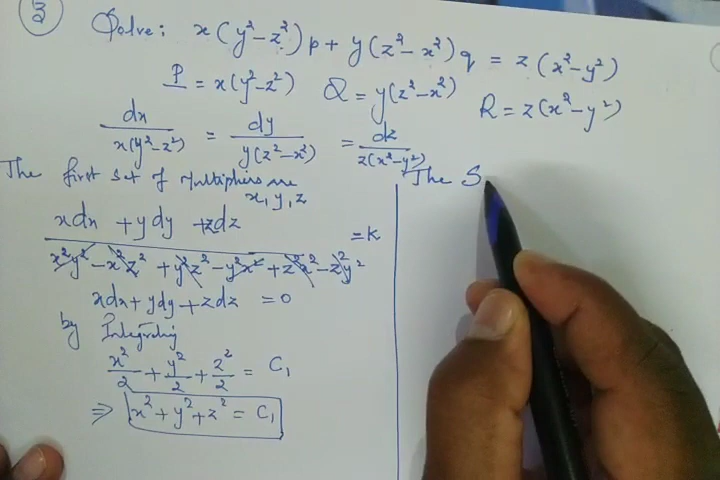 3) Solve: x(y²-z²)p + y(z²-x²)q = z(x²-y²)
P = x(y²-z²) Q = y(z²-x²) R = z(x²-y²)
dx/x(y²-z²) = dy/y(z²-x²) = dz/z(x²-y²)
The first set of multipliers are
x, y, z
xdx + ydy + zdz / x²y² - x²z² + y²z² - y²x² + z²x² - z²y² = k
xdx + ydy + zdz = 0
by Integrating
x²/2 + y²/2 + z²/2 = C₁
⇒ x² + y² + z² = C₁
The S